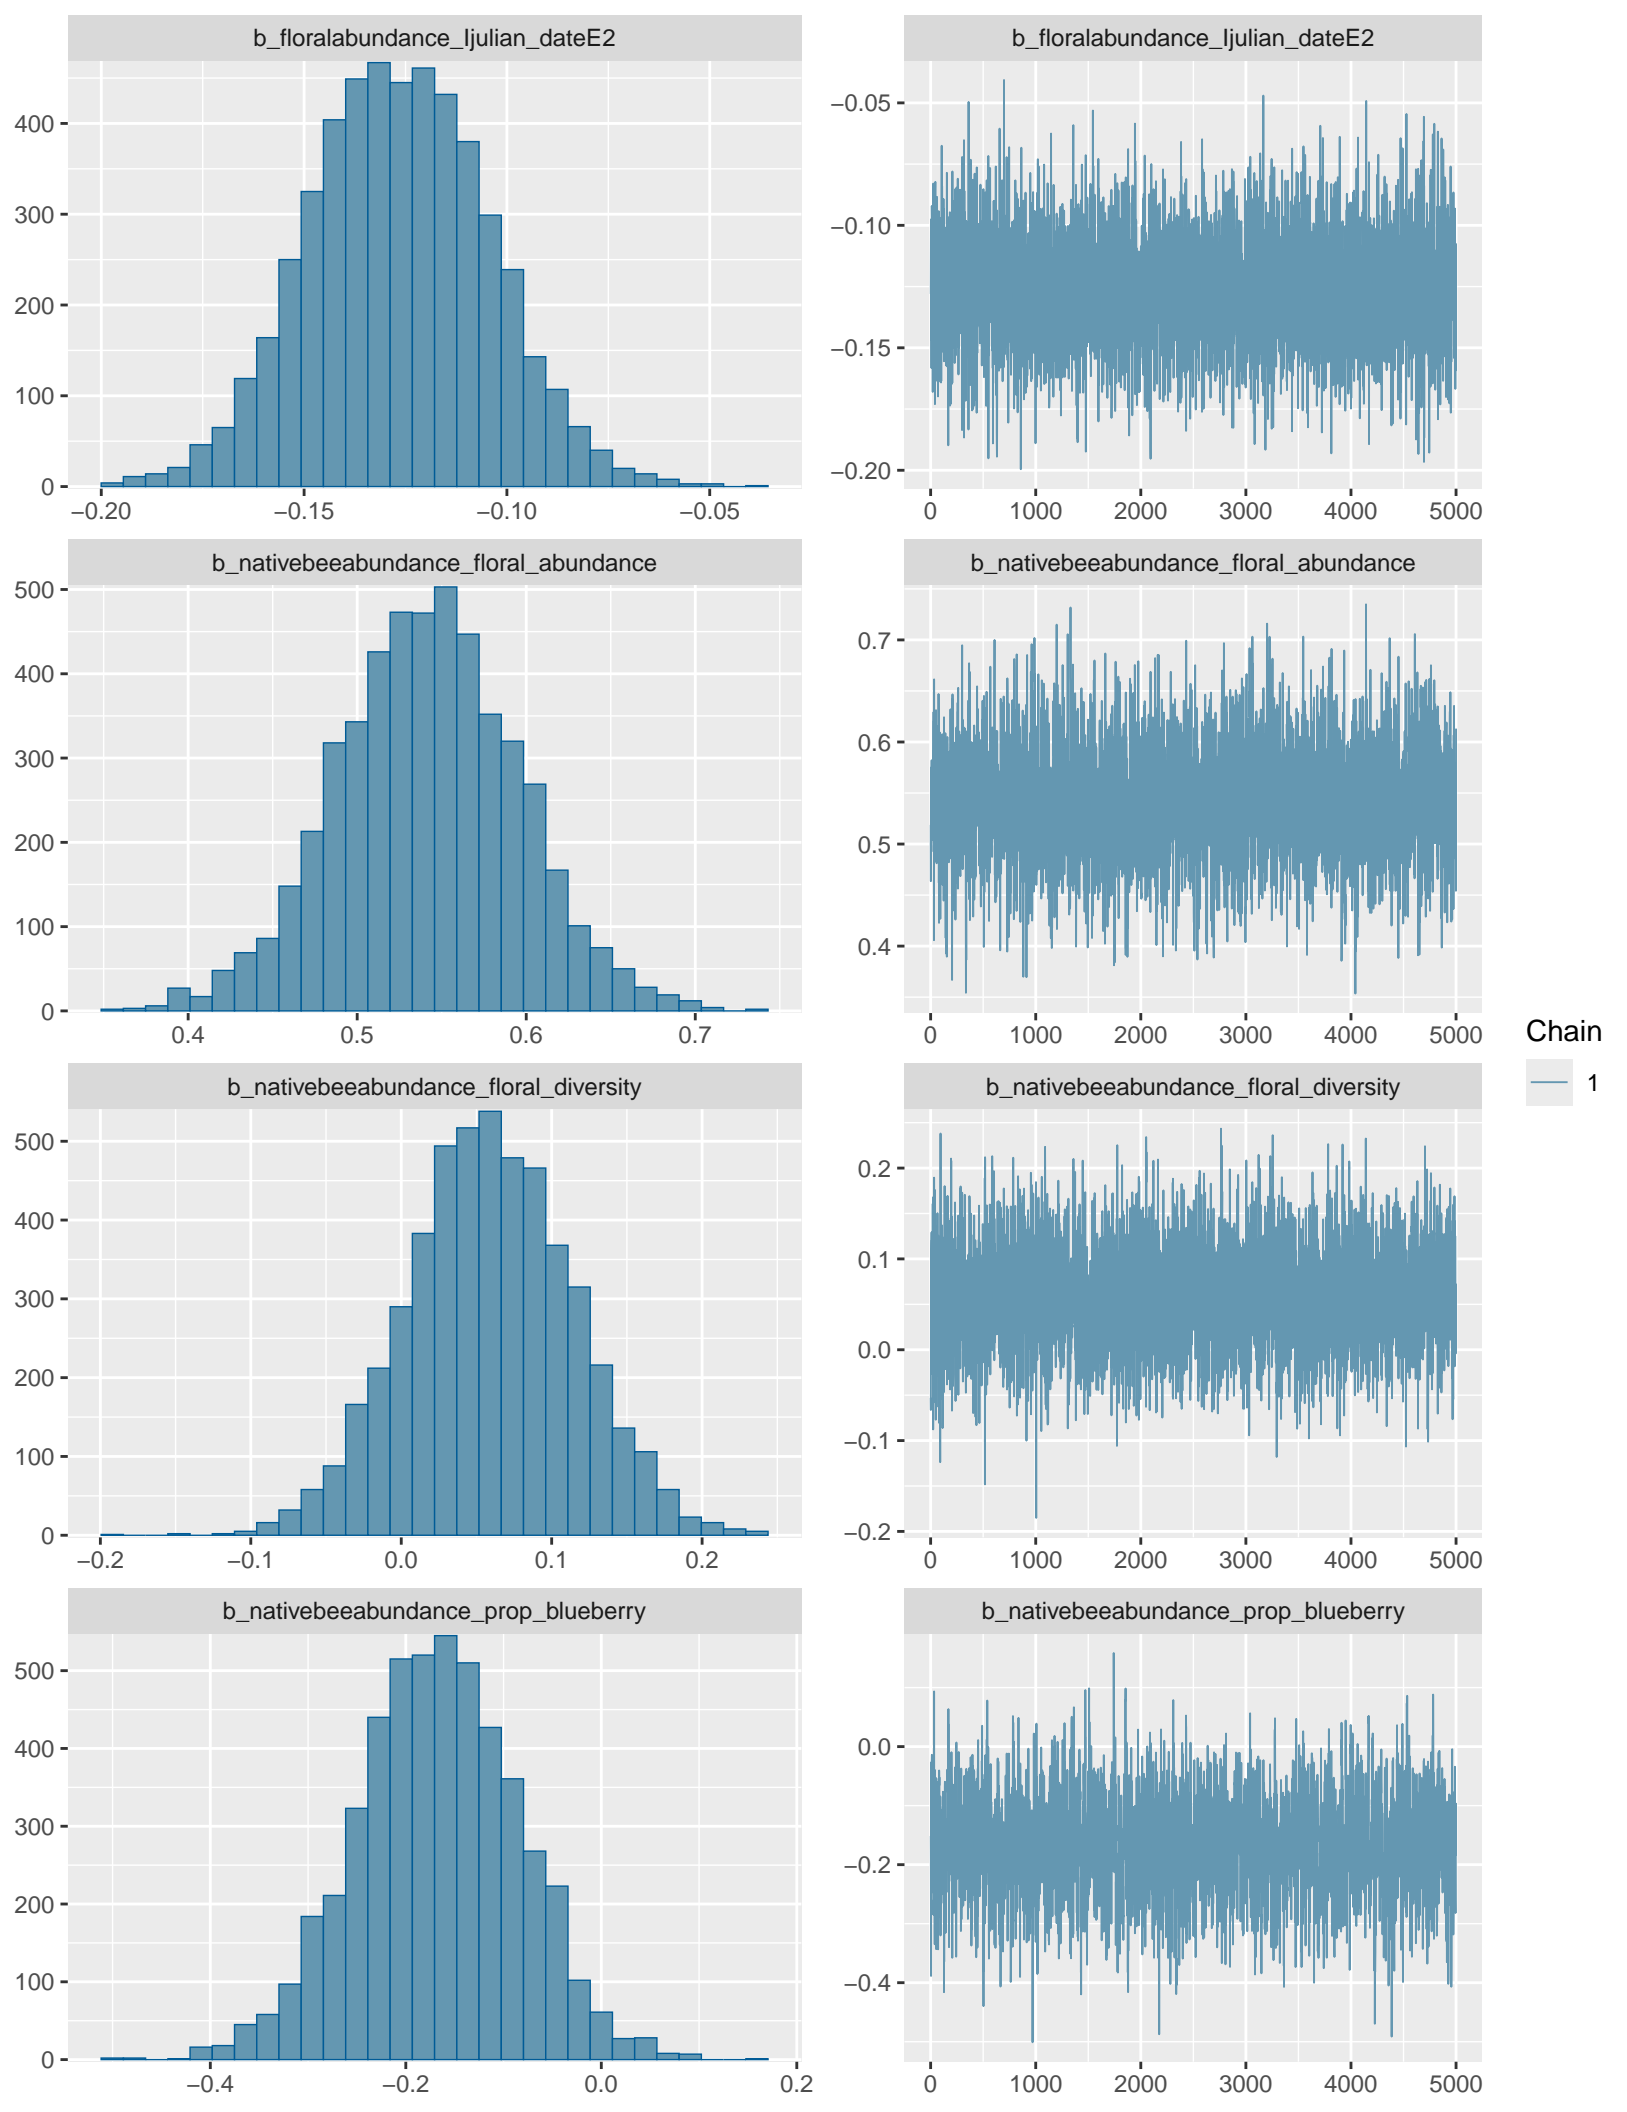 b_floralabundance_Ijulian_dateE2
b_floralabundance_Ijulian_dateE2
400
300
200
100
0
−0.20 −0.15 −0.10 −0.05
−0.05
−0.10
−0.15
−0.20
0 1000 2000 3000 4000 5000
b_nativebeeabundance_floral_abundance
b_nativebeeabundance_floral_abundance
500
400
300
200
100
0
0.4 0.5 0.6 0.7
0.7
0.6
0.5
0.4
0 1000 2000 3000 4000 5000
Chain
1
b_nativebeeabundance_floral_diversity
b_nativebeeabundance_floral_diversity
500
400
300
200
100
0
−0.2 −0.1 0.0 0.1 0.2
0.2
0.1
0.0
−0.1
−0.2
0 1000 2000 3000 4000 5000
b_nativebeeabundance_prop_blueberry
b_nativebeeabundance_prop_blueberry
500
400
300
200
100
0
−0.4 −0.2 0.0 0.2
0.0
−0.2
−0.4
0 1000 2000 3000 4000 5000